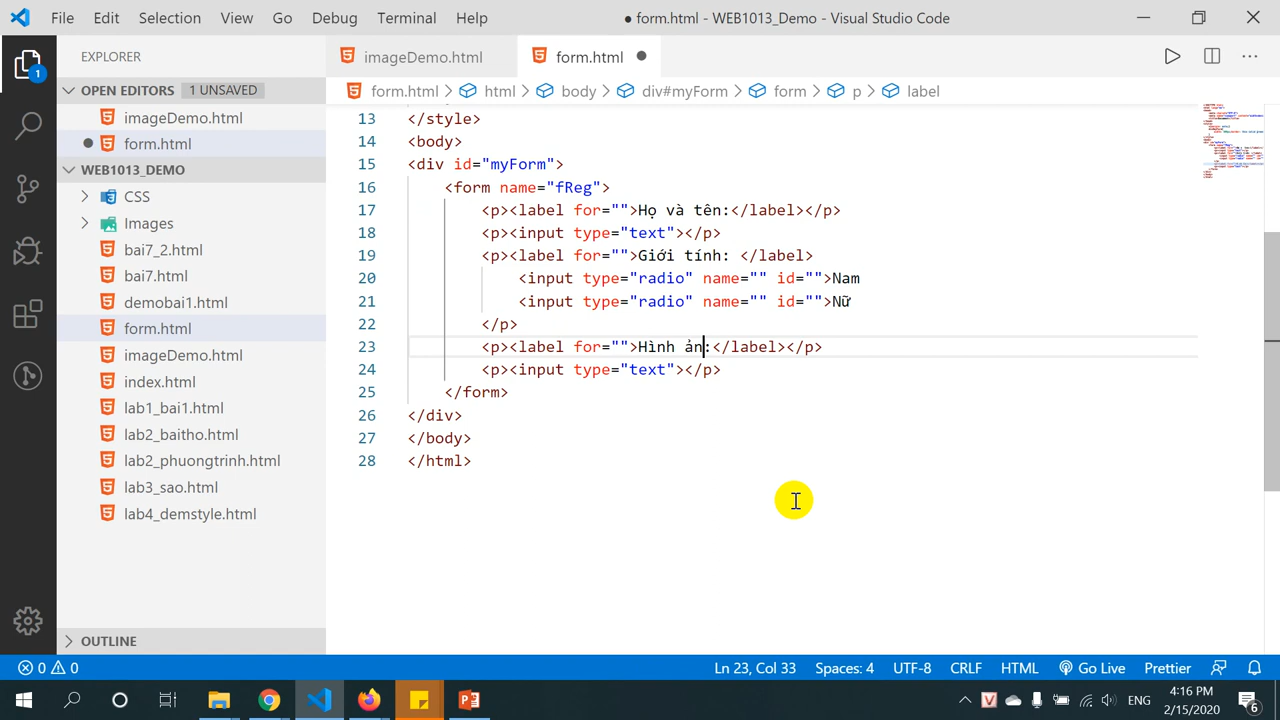 File Edit Selection View Go Debug Terminal Help
● form.html - WEB1013_Demo - Visual Studio Code
EXPLORER
OPEN EDITORS 1 UNSAVED
imageDemo.html
form.html
WEB1013_DEMO
CSS
Images
bai7_2.html
bai7.html
demobai1.html
form.html
imageDemo.html
index.html
lab1_bai1.html
lab2_baitho.html
lab2_phuongtrinh.html
lab3_sao.html
lab4_demstyle.html
OUTLINE
imageDemo.html form.html
form.html > html > body > div#myForm > form > p > label
13 </style>
14 <body>
15 <div id="myForm">
16 <form name="fReg">
17 <p><label for="">Họ và tên:</label></p>
18 <p><input type="text"></p>
19 <p><label for="">Giới tính: </label>
20 <input type="radio" name="" id="">Nam
21 <input type="radio" name="" id="">Nữ
22 </p>
23 <p><label for="">Hình ản:</label></p>
24 <p><input type="text"></p>
25 </form>
26 </div>
27 </body>
28 </html>
1
0 0
Ln 23, Col 33 Spaces: 4 UTF-8 CRLF HTML Go Live Prettier
ENG
4:16 PM
2/15/2020
6